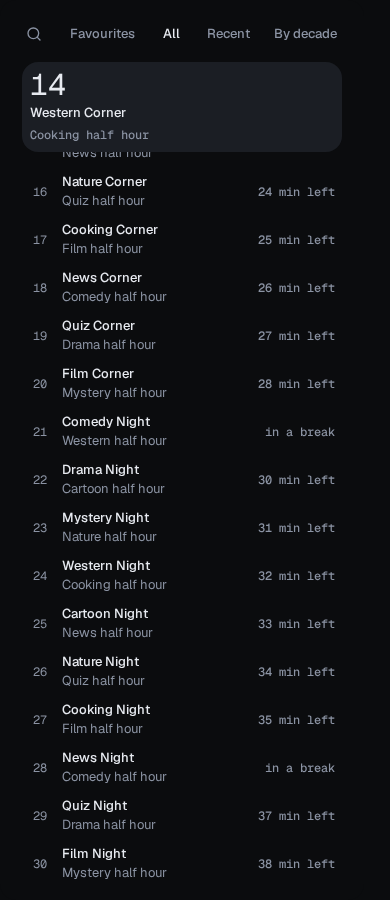 Favourites All Recent By decade
14
Western Corner
Cooking half hour
News half hour
16 Nature Corner 24 min left
Quiz half hour
17 Cooking Corner 25 min left
Film half hour
18 News Corner 26 min left
Comedy half hour
19 Quiz Corner 27 min left
Drama half hour
20 Film Corner 28 min left
Mystery half hour
21 Comedy Night in a break
Western half hour
22 Drama Night 30 min left
Cartoon half hour
23 Mystery Night 31 min left
Nature half hour
24 Western Night 32 min left
Cooking half hour
25 Cartoon Night 33 min left
News half hour
26 Nature Night 34 min left
Quiz half hour
27 Cooking Night 35 min left
Film half hour
28 News Night in a break
Comedy half hour
29 Quiz Night 37 min left
Drama half hour
30 Film Night 38 min left
Mystery half hour